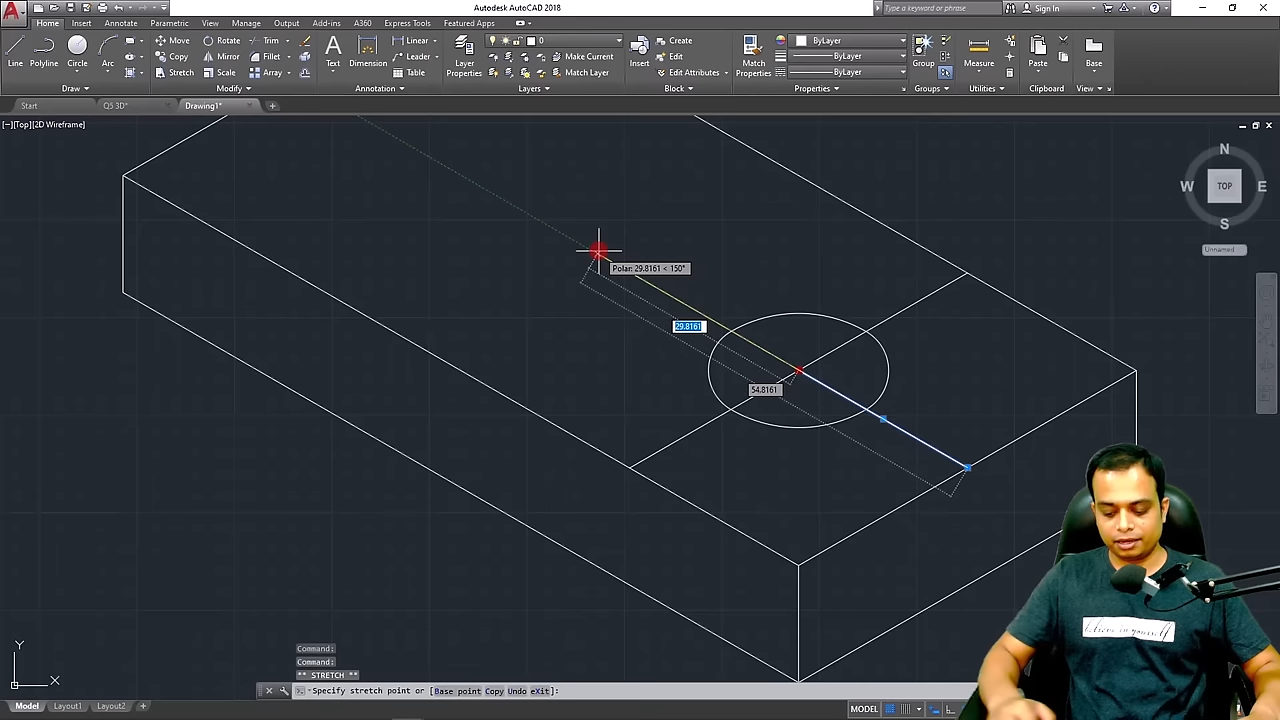 Autodesk AutoCAD 2018
Type a keyword or phrase
Sign In
Home Insert Annotate Parametric View Manage Output Add-ins A360 Express Tools Featured Apps
Line Polyline Circle Arc
Move Rotate Trim
Copy Mirror Fillet
Stretch Scale Array
Text Dimension
Linear
Leader
Table
Layer Properties
0
Make Current
Match Layer
Insert
Create
Edit
Edit Attributes
Match Properties
ByLayer
ByLayer
ByLayer
Group
Measure
Paste
Base
Draw Modify Annotation Layers Block Properties Groups Utilities Clipboard View
Start Q5 3D* Drawing1* +
[−][Top][2D Wireframe]
N
W TOP E
S
Unnamed
Polar: 29.8161 < 150°
29.8161
54.8161
Y
X
Command:
Command:
** STRETCH **
Specify stretch point or [Base point Copy Undo eXit]:
Model Layout1 Layout2 +
MODEL